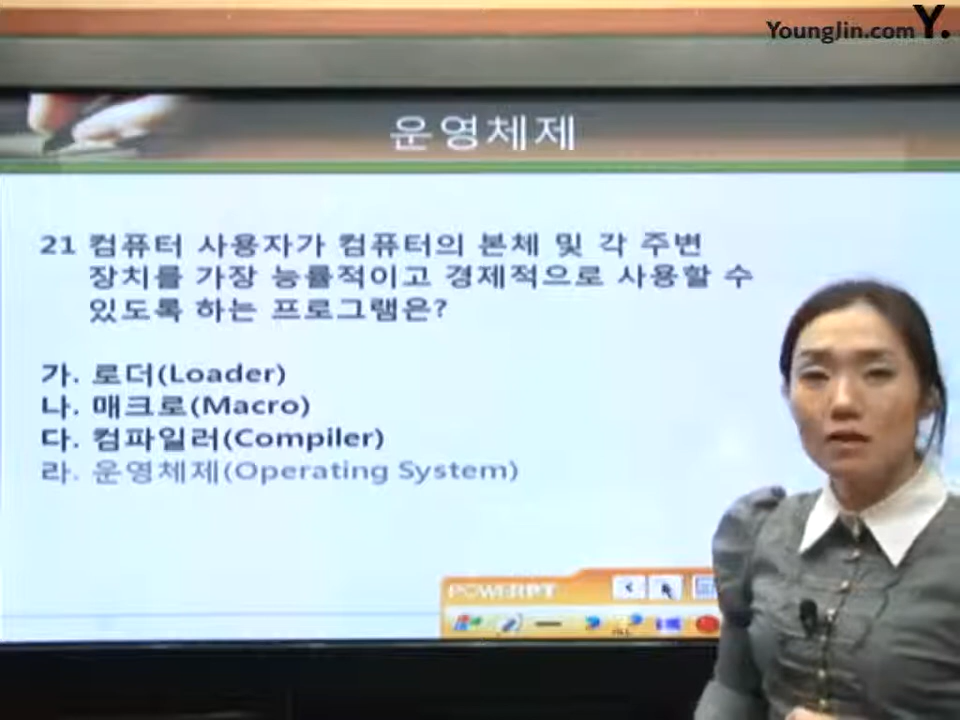 YoungJin.com Y.
운영체제
21 컴퓨터 사용자가 컴퓨터의 본체 및 각 주변
장치를 가장 능률적이고 경제적으로 사용할 수
있도록 하는 프로그램은?
가. 로더(Loader)
나. 매크로(Macro)
다. 컴파일러(Compiler)
라. 운영체제(Operating System)
POWERPT